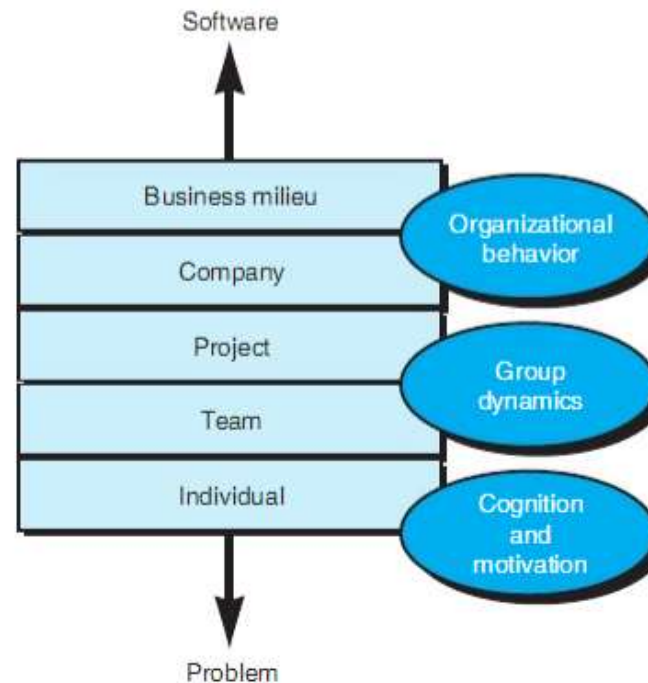 Software
Business milieu
Organizational
behavior
Company
Project
Group
dynamics
Team
Individual
Cognition
and
motivation
Problem